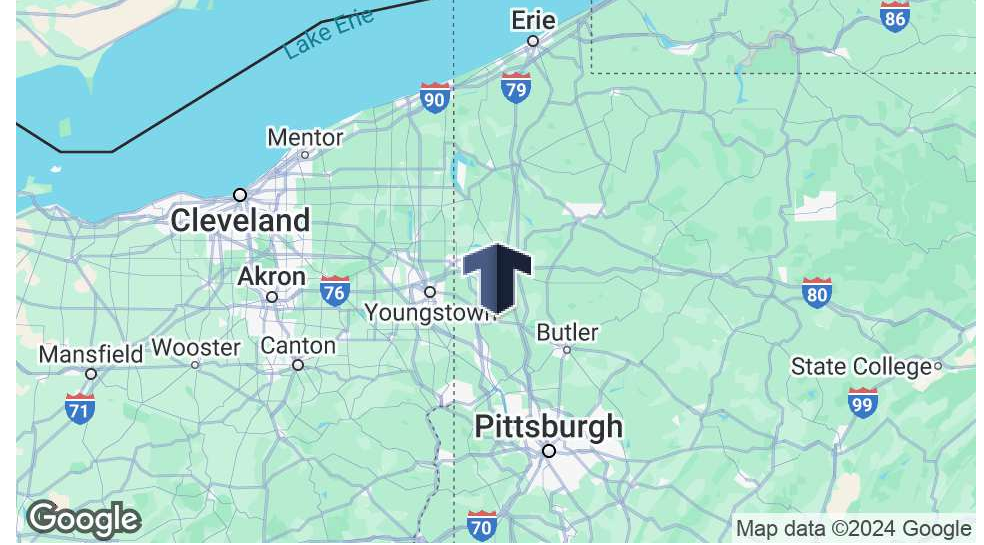 Erie
86
Lake Erie
79
90
Mentor
Cleveland
Akron
76
80
Youngstown
Butler
Mansfield
Wooster
Canton
State College
71
99
Pittsburgh
Google
70
Map data ©2024 Google